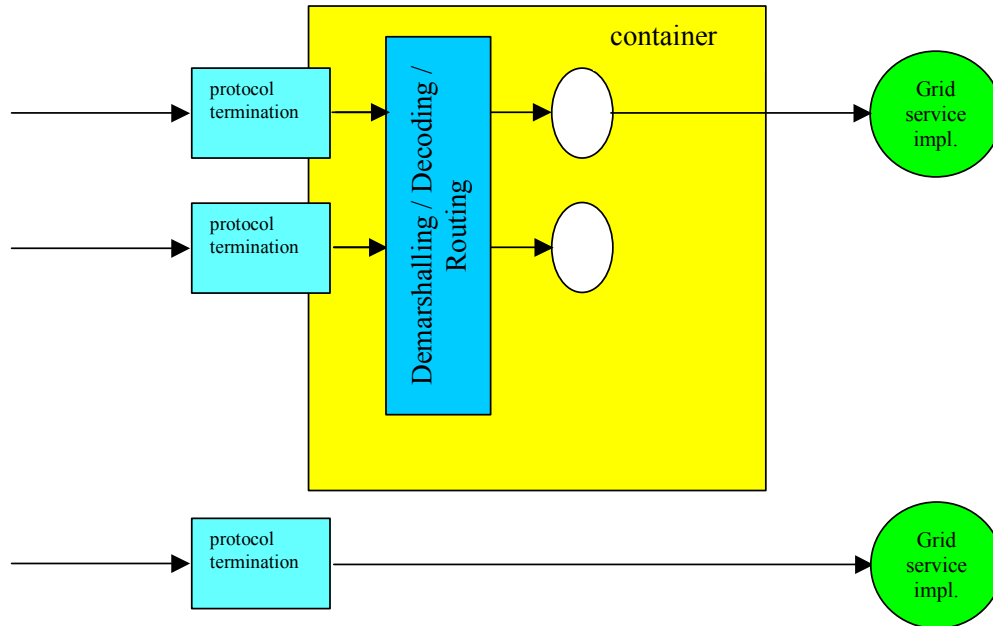 container
protocol
termination
Grid
service
impl.
Demarshalling / Decoding /
Routing
protocol
termination
protocol
termination
Grid
service
impl.